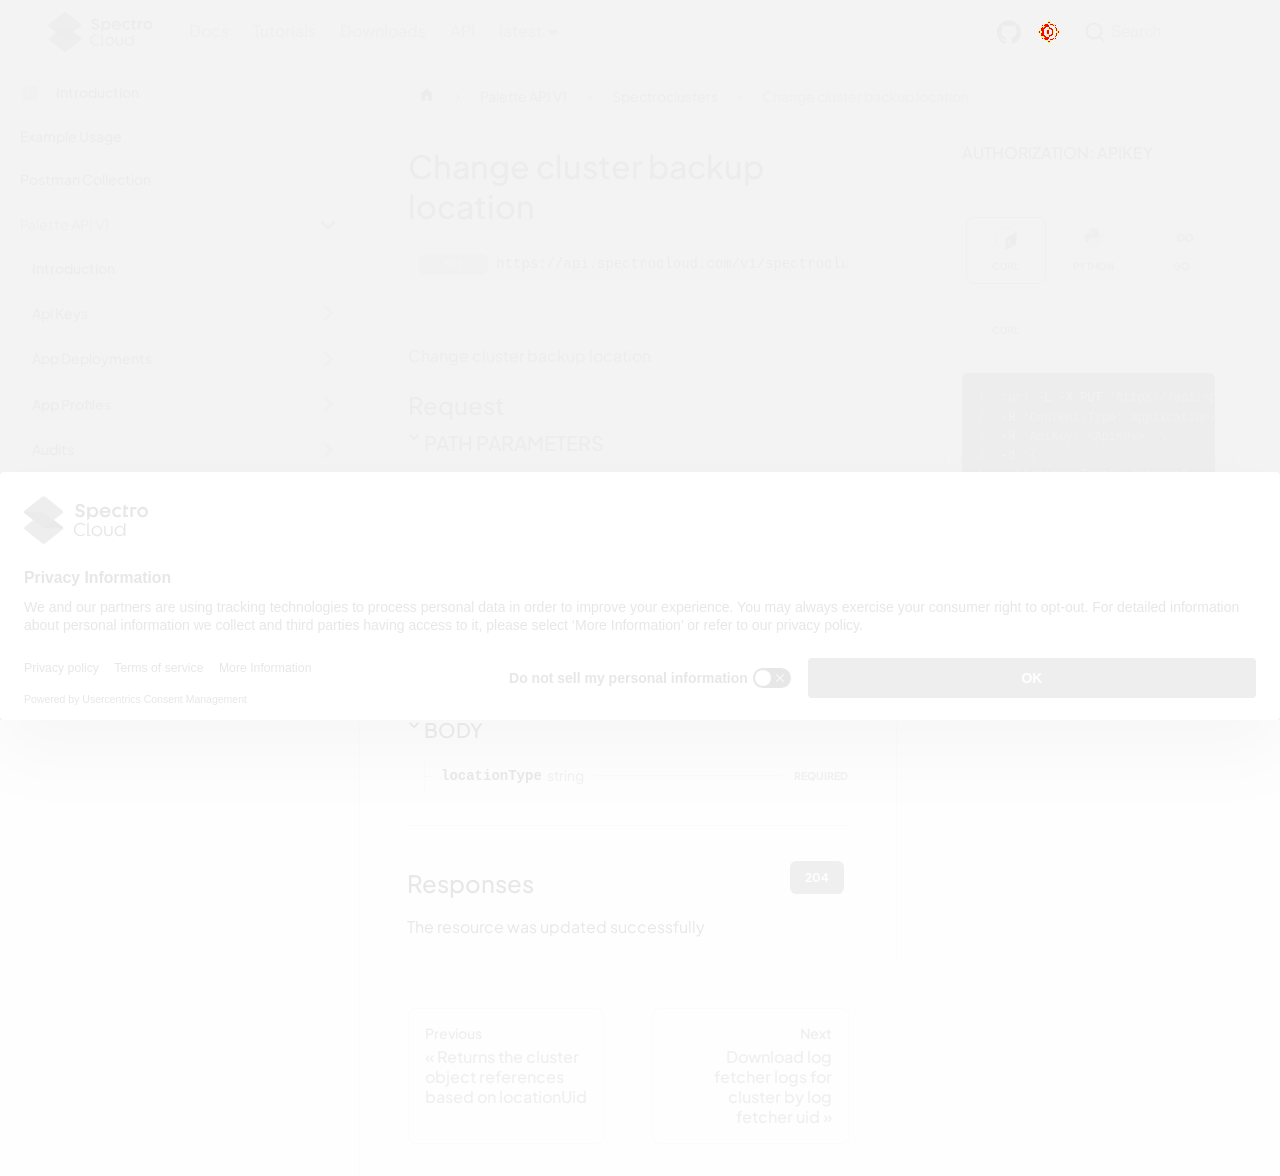 Spectro Cloud
Docs Tutorials Downloads API latest
Search
Introduction
Example Usage
Postman Collection
Palette API V1
Introduction
Api Keys
App Deployments
App Profiles
Audits
Palette API V1 Spectroclusters Change cluster backup location
Change cluster backup
location
https://api.spectrocloud.com/v1/spectrocl
Change cluster backup location
Request
PATH PARAMETERS
AUTHORIZATION: APIKEY
CURL PYTHON GO
CURL
Spectro
Cloud
Privacy Information
We and our partners are using tracking technologies to process personal data in order to improve your experience. You may always exercise your consumer right to opt-out. For detailed information
about personal information we collect and third parties having access to it, please select ‘More Information’ or refer to our privacy policy.
Privacy policy Terms of service More Information
Powered by Usercentrics Consent Management
Do not sell my personal information
OK
BODY
locationType string REQUIRED
Responses
204
The resource was updated successfully
Previous
« Returns the cluster
object references
based on locationUid
Next
Download log
fetcher logs for
cluster by log
fetcher uid »